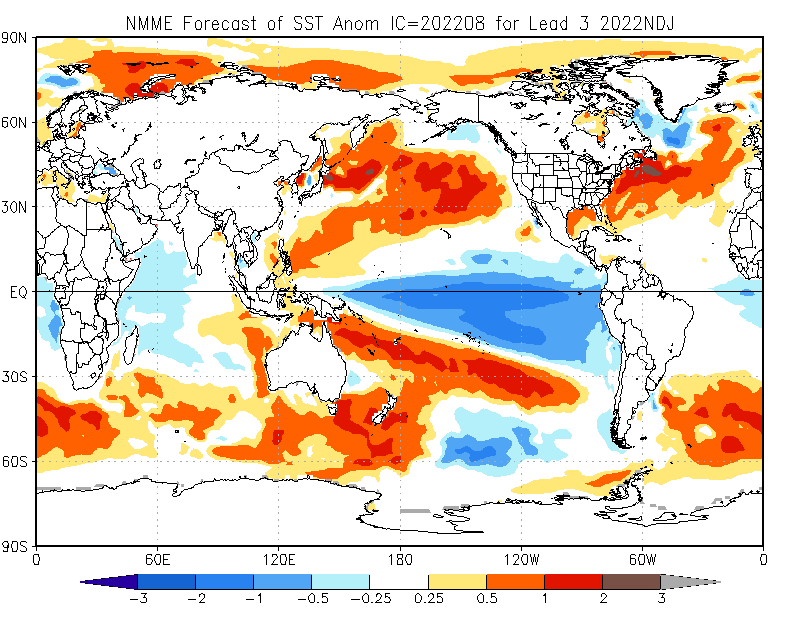 NMME Forecast of SST Anom IC=202208 for Lead 3 2022NDJ
90N
60N
30N
EQ
30S
60S
90S
0 60E 120E 180 120W 60W 0
-3 -2 -1 -0.5 -0.25 0.25 0.5 1 2 3